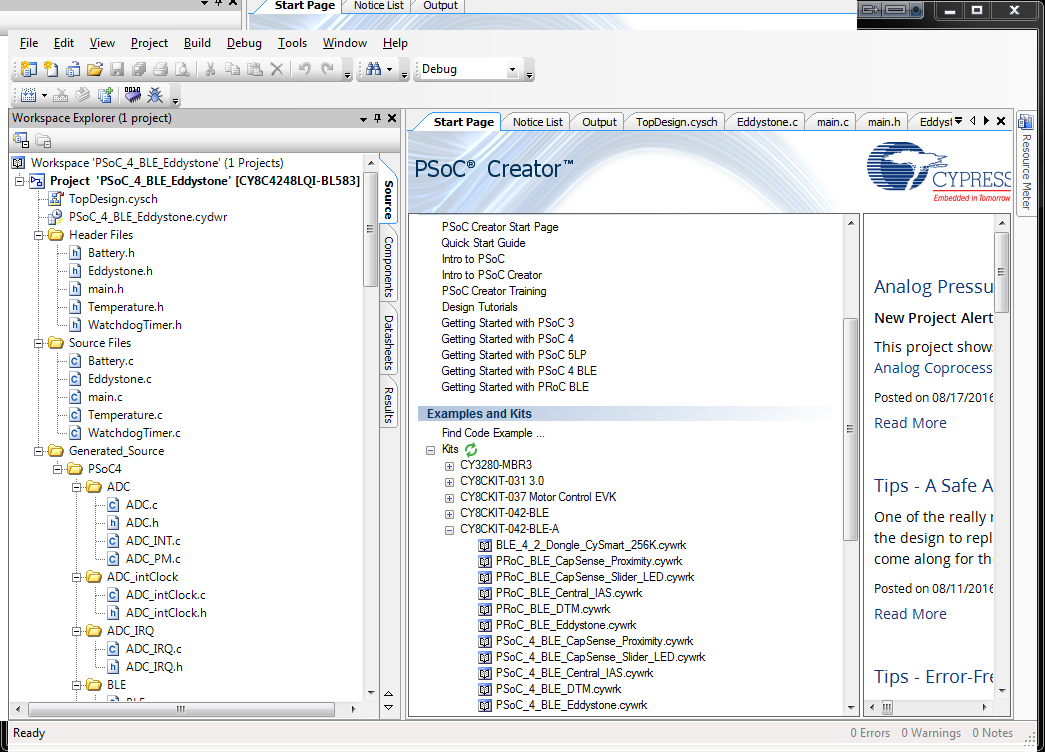 Start Page Notice List Output
File Edit View Project Build Debug Tools Window Help
Debug
Workspace Explorer (1 project)
Workspace 'PSoC_4_BLE_Eddystone' (1 Projects)
Project 'PSoC_4_BLE_Eddystone' [CY8C4248LQI-BL583]
TopDesign.cysch
PSoC_4_BLE_Eddystone.cydwr
Header Files
Battery.h
Eddystone.h
main.h
Temperature.h
WatchdogTimer.h
Source Files
Battery.c
Eddystone.c
main.c
Temperature.c
WatchdogTimer.c
Generated_Source
PSoC4
ADC
ADC.c
ADC.h
ADC_INT.c
ADC_PM.c
ADC_intClock
ADC_intClock.c
ADC_intClock.h
ADC_IRQ
ADC_IRQ.c
ADC_IRQ.h
BLE
Source
Components
Datasheets
Results
Start Page Notice List Output TopDesign.cysch Eddystone.c main.c main.h Eddyst
PSoC® Creator™
CYPRESS
Embedded in Tomorrow
PSoC Creator Start Page
Quick Start Guide
Intro to PSoC
Intro to PSoC Creator
PSoC Creator Training
Design Tutorials
Getting Started with PSoC 3
Getting Started with PSoC 4
Getting Started with PSoC 5LP
Getting Started with PSoC 4 BLE
Getting Started with PRoC BLE
Examples and Kits
Find Code Example ...
Kits
CY3280-MBR3
CY8CKIT-031 3.0
CY8CKIT-037 Motor Control EVK
CY8CKIT-042-BLE
CY8CKIT-042-BLE-A
BLE_4_2_Dongle_CySmart_256K.cywrk
PRoC_BLE_CapSense_Proximity.cywrk
PRoC_BLE_CapSense_Slider_LED.cywrk
PRoC_BLE_Central_IAS.cywrk
PRoC_BLE_DTM.cywrk
PRoC_BLE_Eddystone.cywrk
PSoC_4_BLE_CapSense_Proximity.cywrk
PSoC_4_BLE_CapSense_Slider_LED.cywrk
PSoC_4_BLE_Central_IAS.cywrk
PSoC_4_BLE_DTM.cywrk
PSoC_4_BLE_Eddystone.cywrk
Analog Pressu
New Project Alert
This project show
Analog Coprocess
Posted on 08/17/2016
Read More
Tips - A Safe A
One of the really
the design to repl
come along for th
Posted on 08/11/2016
Read More
Tips - Error-Fre
Resource Meter
Ready
0 Errors 0 Warnings 0 Notes